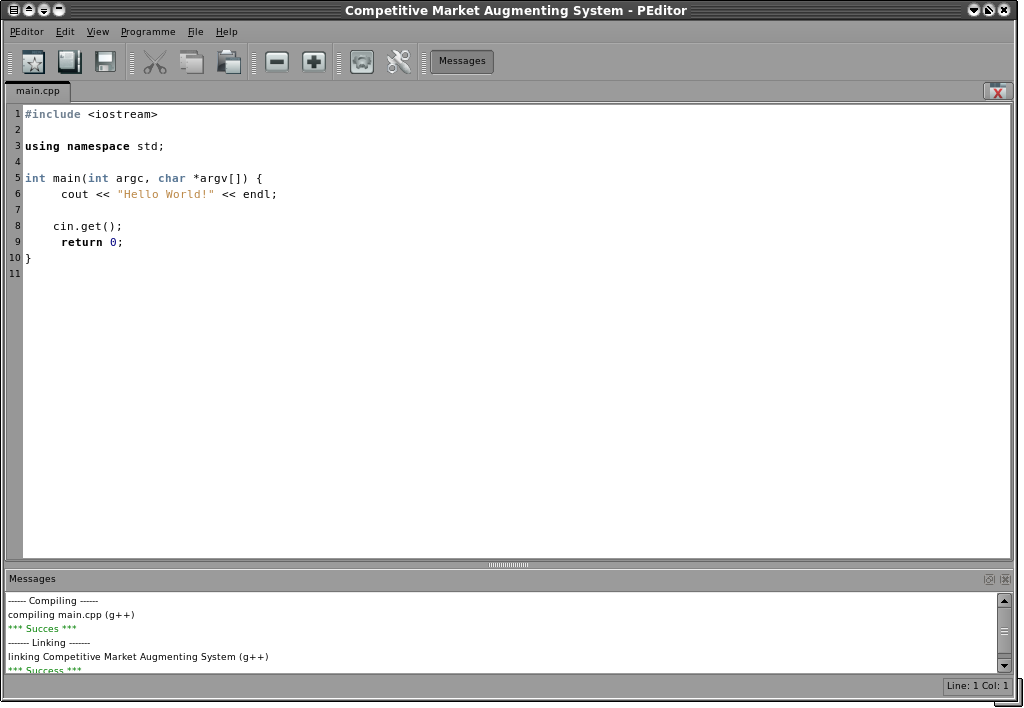 Competitive Market Augmenting System - PEditor
PEditor Edit View Programme File Help
Messages
main.cpp
1 #include <iostream>
2
3 using namespace std;
4
5 int main(int argc, char *argv[]) {
6 cout << "Hello World!" << endl;
7
8 cin.get();
9 return 0;
10 }
11
Messages
------ Compiling ------
compiling main.cpp (g++)
*** Succes ***
------- Linking -------
linking Competitive Market Augmenting System (g++)
*** Success ***
Line: 1 Col: 1